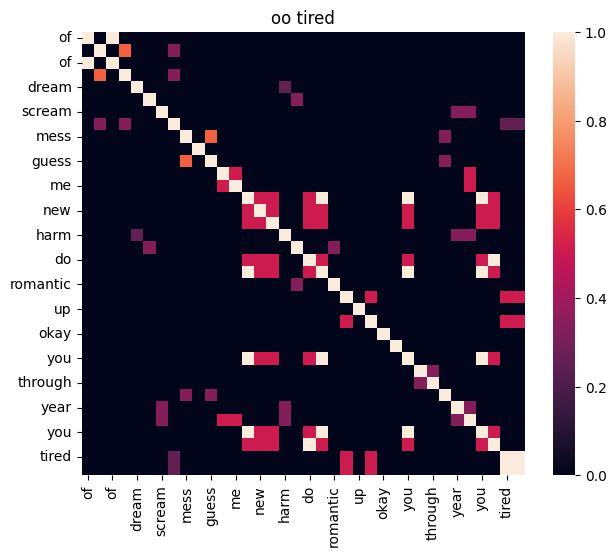 oo tired
of
of
dream
scream
mess
guess
me
new
harm
do
romantic
up
okay
you
through
year
you
tired
1.0
0.8
0.6
0.4
0.2
0.0
of
of
dream
scream
mess
guess
me
new
harm
do
romantic
up
okay
you
through
year
you
tired